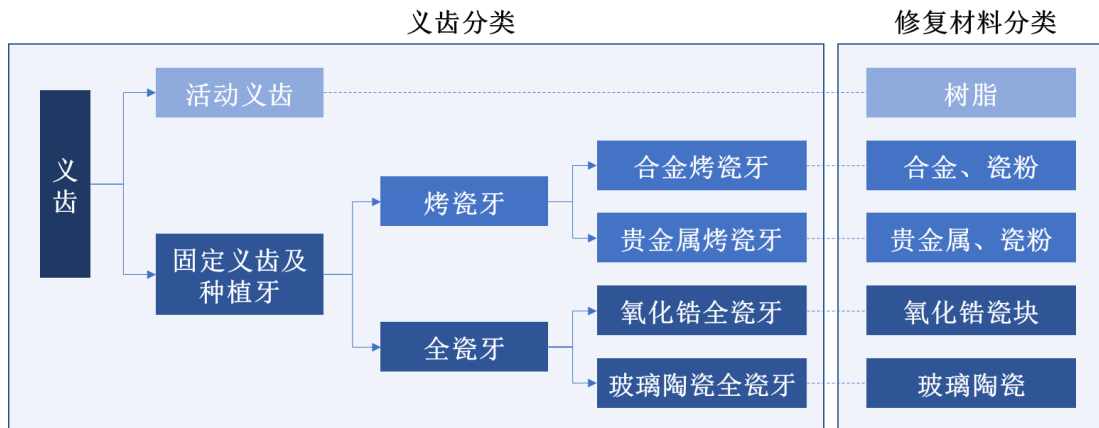 义齿分类
修复材料分类
义
齿
活动义齿
树脂
固定义齿及
种植牙
烤瓷牙
合金烤瓷牙
合金、瓷粉
贵金属烤瓷牙
贵金属、瓷粉
全瓷牙
氧化锆全瓷牙
氧化锆瓷块
玻璃陶瓷全瓷牙
玻璃陶瓷